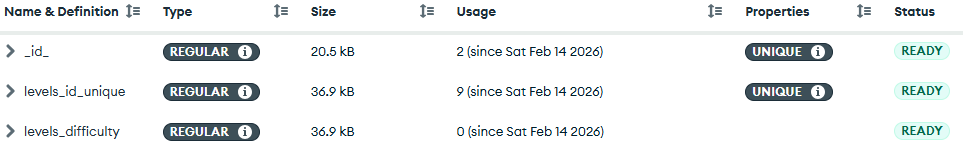 Name & Definition Type Size Usage Properties Status
_id_ REGULAR 20.5 kB 2 (since Sat Feb 14 2026) UNIQUE READY
levels_id_unique REGULAR 36.9 kB 9 (since Sat Feb 14 2026) UNIQUE READY
levels_difficulty REGULAR 36.9 kB 0 (since Sat Feb 14 2026) READY